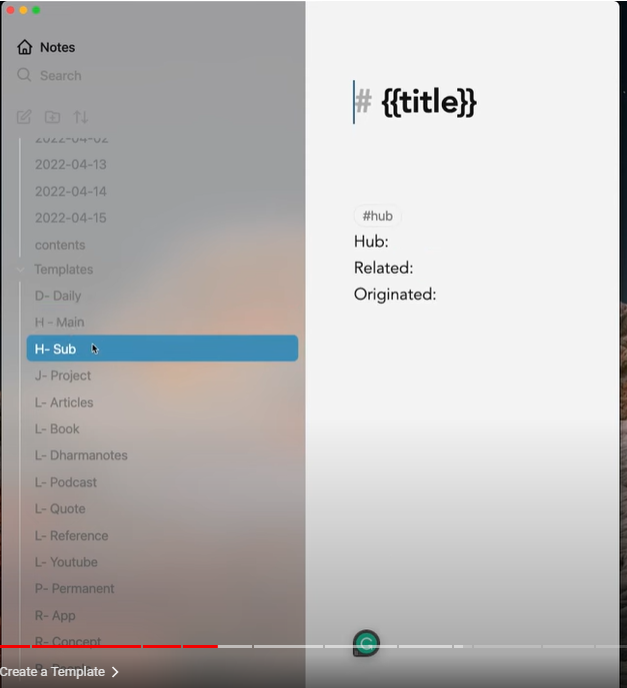 Notes
Search
2022-04-02
2022-04-13
2022-04-14
2022-04-15
contents
Templates
D- Daily
H - Main
H- Sub
J- Project
L- Articles
L- Book
L- Dharmanotes
L- Podcast
L- Quote
L- Reference
L- Youtube
P- Permanent
R- App
R- Concept
Create a Template >
# {{title}}
#hub
Hub:
Related:
Originated: